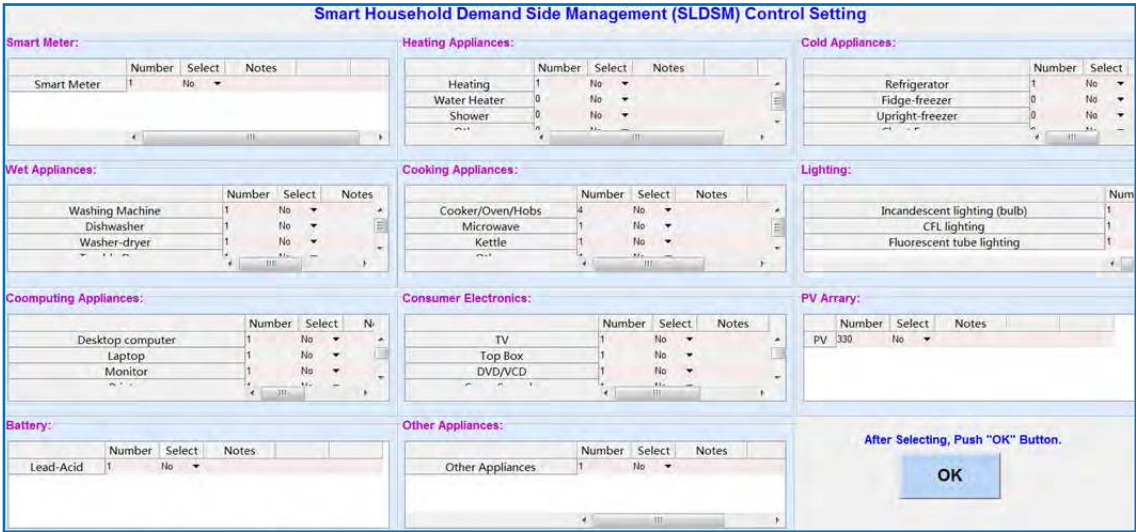 Smart Household Demand Side Management (SLDSM) Control Setting
Smart Meter:
Number Select Notes
Smart Meter 1 No
Heating Appliances:
Number Select Notes
Heating 1 No
Water Heater 0 No
Shower 0 No
Cold Appliances:
Number Select
Refrigerator 1 No
Fidge-freezer 0 No
Upright-freezer 0 No
Wet Appliances:
Number Select Notes
Washing Machine 1 No
Dishwasher 1 No
Washer-dryer 1 No
Cooking Appliances:
Number Select Notes
Cooker/Oven/Hobs 4 No
Microwave 1 No
Kettle 1 No
Lighting:
Num
Incandescent lighting (bulb) 1
CFL lighting 1
Fluorescent tube lighting 1
Coomputing Appliances:
Number Select N
Desktop computer 1 No
Laptop 1 No
Monitor 1 No
Consumer Electronics:
Number Select Notes
TV 1 No
Top Box 1 No
DVD/VCD 1 No
PV Arrary:
Number Select Notes
PV 330 No
Battery:
Number Select Notes
Lead-Acid 1 No
Other Appliances:
Number Select Notes
Other Appliances 1 No
After Selecting, Push "OK" Button.
OK